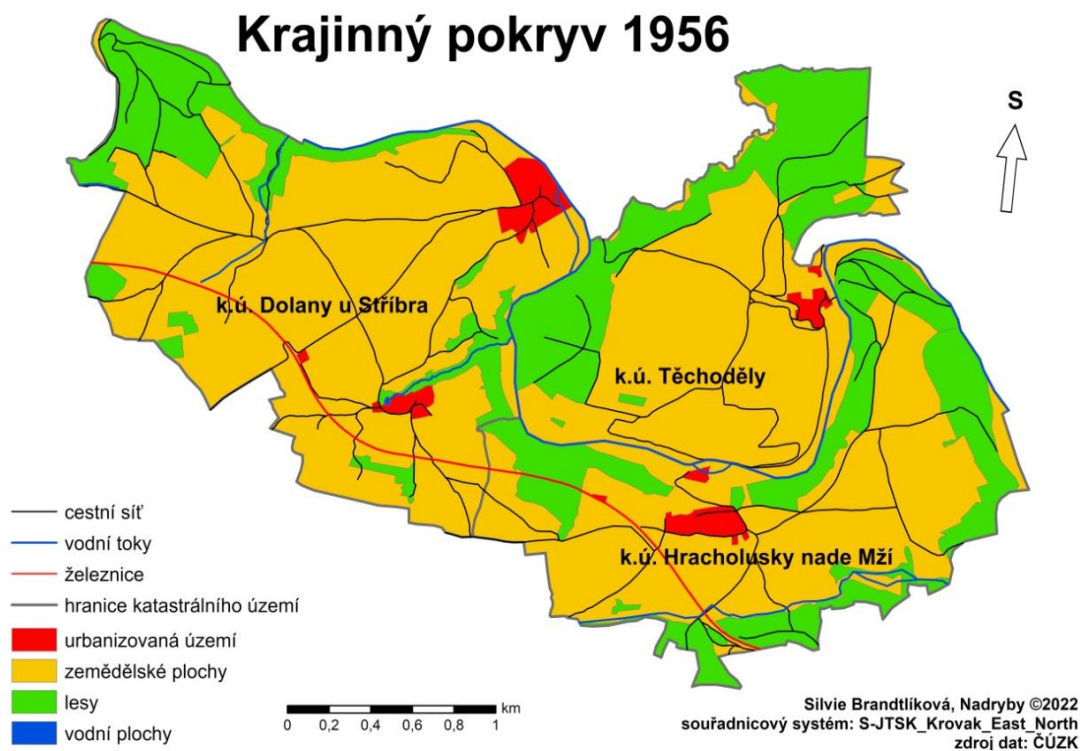 Krajinný pokryv 1956
S
k.ú. Dolany u Stříbra
k.ú. Těchoděly
k.ú. Hracholusky nade Mží
cestní síť
vodní toky
železnice
hranice katastrálního území
urbanizovaná území
zemědělské plochy
lesy
vodní plochy
km
0 0,2 0,4 0,6 0,8 1
Silvie Brandtlíková, Nadryby ©2022
souřadnicový systém: S-JTSK_Krovak_East_North
zdroj dat: ČÚZK